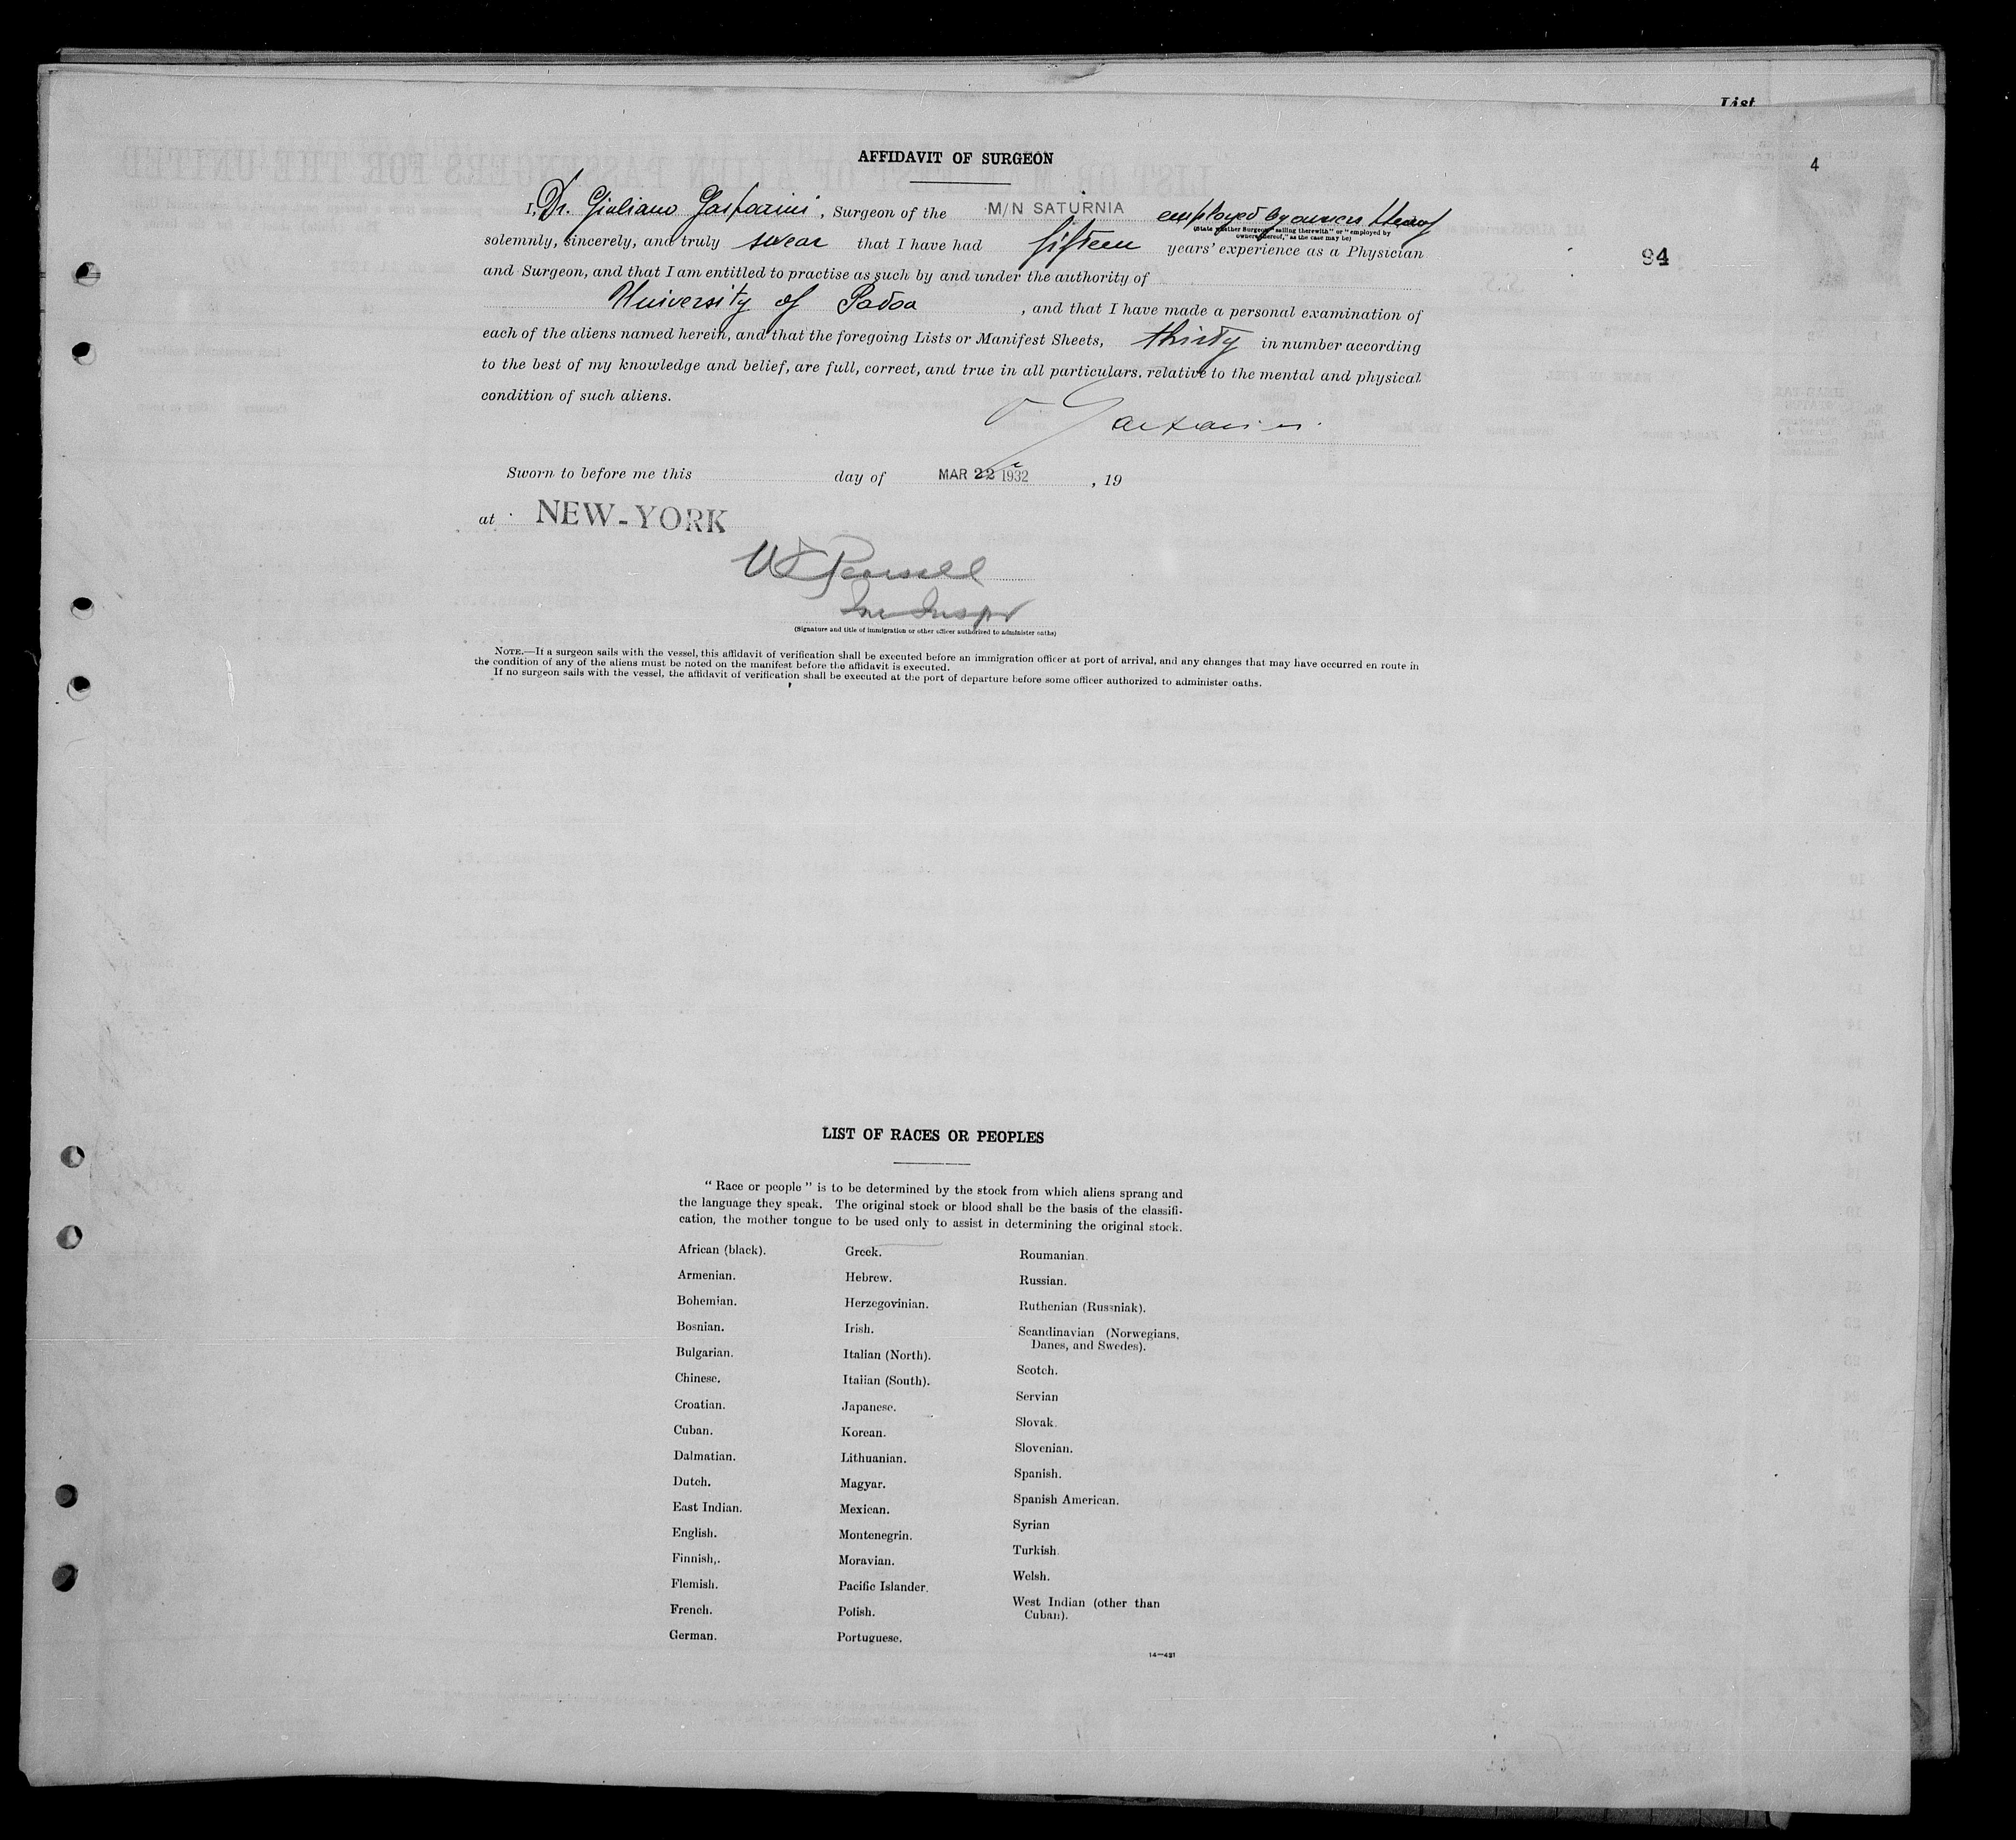 List
AFFIDAVIT OF SURGEON
4
I, Dr. Giuliano Gasparini, Surgeon of the M/N SATURNIA employed by owners thereof
(State whether Surgeon "sailing therewith" or "employed by
owners thereof," as the case may be)
solemnly, sincerely, and truly swear that I have had fifteen years' experience as a Physician
94
and Surgeon, and that I am entitled to practise as such by and under the authority of
University of Padoa, and that I have made a personal examination of
each of the aliens named herein, and that the foregoing Lists or Manifest Sheets, thirty in number according
to the best of my knowledge and belief, are full, correct, and true in all particulars, relative to the mental and physical
condition of such aliens.
Gasparini
Sworn to before me this day of MAR 22 1932, 19
at NEW-YORK
Im Inspr
(Signature and title of immigration or other officer authorized to administer oaths)
NOTE.—If a surgeon sails with the vessel, this affidavit of verification shall be executed before an immigration officer at port of arrival, and any changes that may have occurred en route in
the condition of any of the aliens must be noted on the manifest before the affidavit is executed.
If no surgeon sails with the vessel, the affidavit of verification shall be executed at the port of departure before some officer authorized to administer oaths.
LIST OF RACES OR PEOPLES
"Race or people" is to be determined by the stock from which aliens sprang and
the language they speak. The original stock or blood shall be the basis of the classifi-
cation, the mother tongue to be used only to assist in determining the original stock.
African (black).
Armenian.
Bohemian.
Bosnian.
Bulgarian.
Chinese.
Croatian.
Cuban.
Dalmatian.
Dutch.
East Indian.
English.
Finnish,.
Flemish.
French.
German.
Greek.
Hebrew.
Herzegovinian.
Irish.
Italian (North).
Italian (South).
Japanese.
Korean.
Lithuanian.
Magyar.
Mexican.
Montenegrin.
Moravian.
Pacific Islander.
Polish.
Portuguese.
Roumanian.
Russian.
Ruthenian (Russniak).
Scandinavian (Norwegians,
Danes, and Swedes).
Scotch.
Servian
Slovak.
Slovenian.
Spanish.
Spanish American.
Syrian
Turkish.
Welsh.
West Indian (other than
Cuban).
14—421